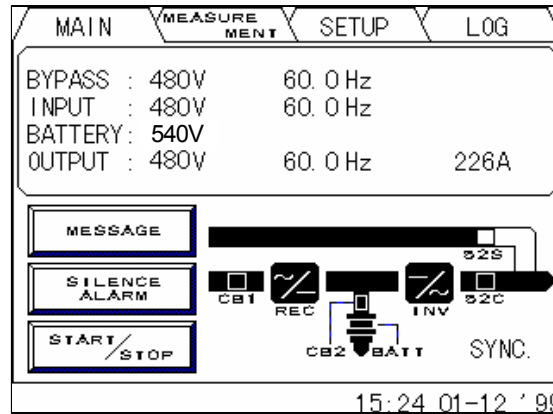 MAIN
MEASURE
MENT
SETUP
LOG
BYPASS : 480V 60.0Hz
INPUT : 480V 60.0Hz
BATTERY: 540V
OUTPUT : 480V 60.0Hz 226A
MESSAGE
52S
SILENCE
ALARM
CB1
REC
INV
52C
START/
STOP
CB2
BATT
SYNC.
15:24 01-12